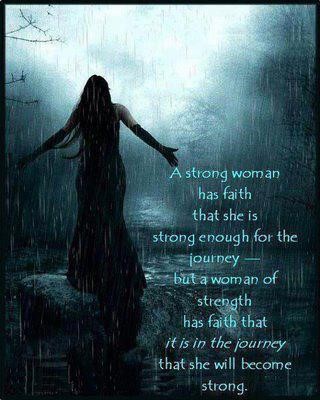 A strong woman
has faith
that she is
strong enough for the
journey —
but a woman of
strength
has faith that
it is in the journey
that she will become
strong.